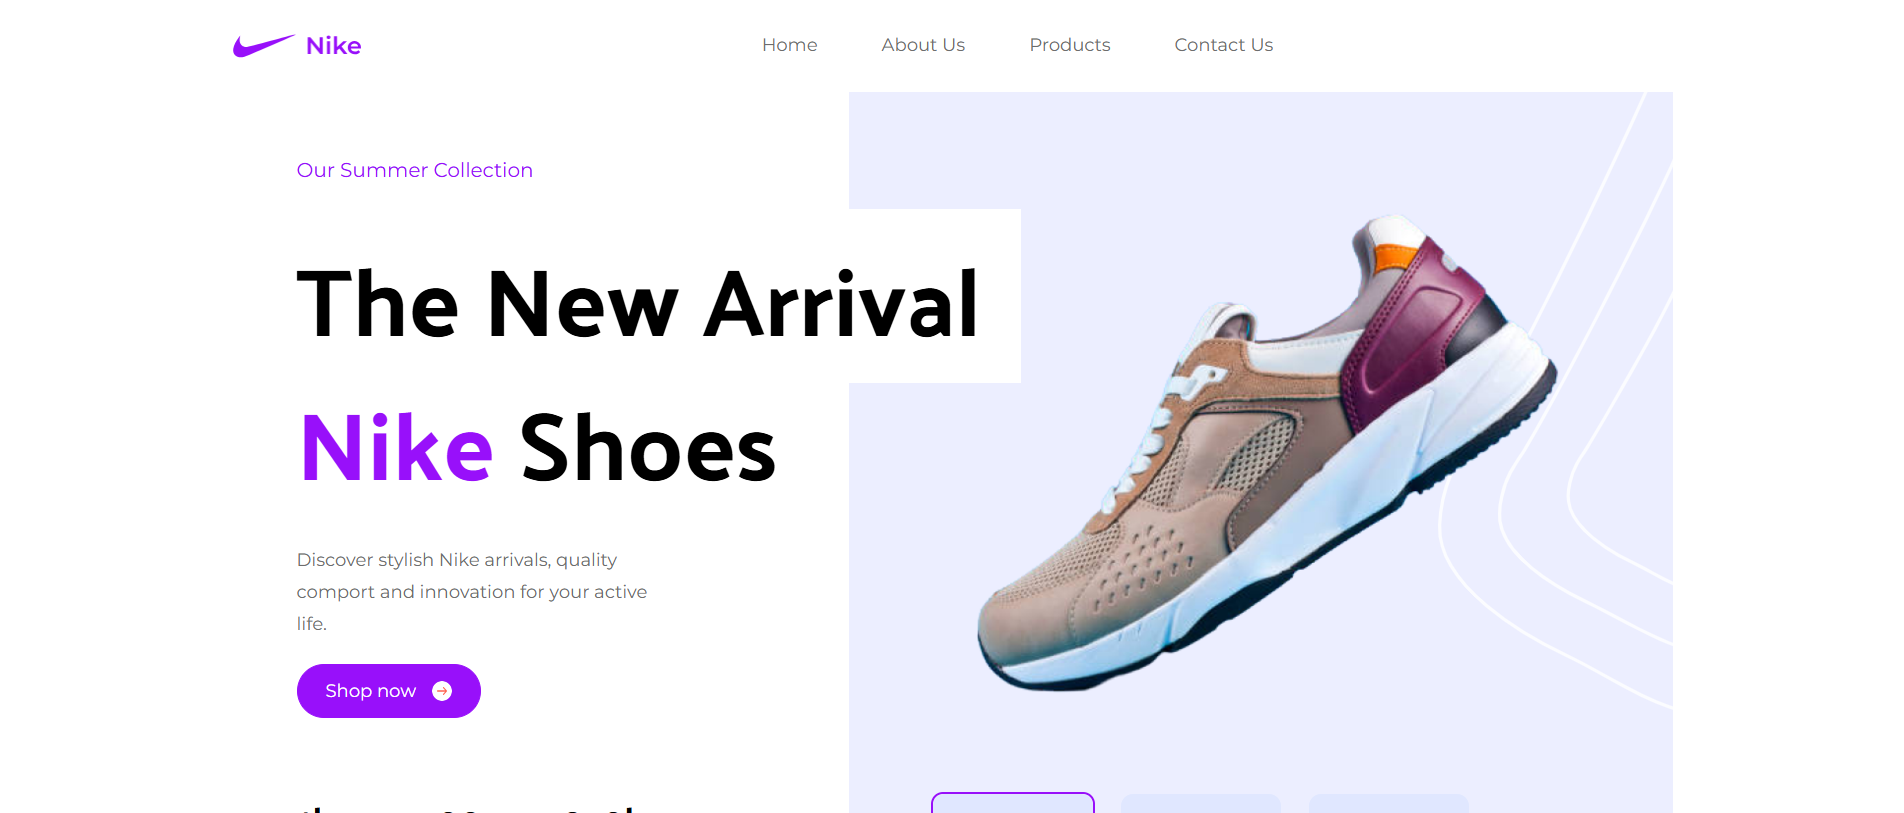 Nike
Home
About Us
Products
Contact Us
Our Summer Collection
The New Arrival
Nike Shoes
Discover stylish Nike arrivals, quality
comport and innovation for your active
life.
Shop now